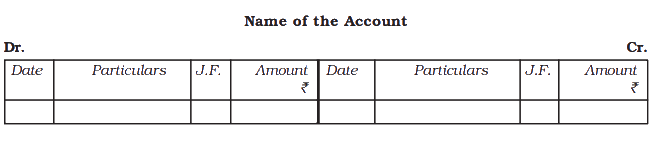 Name of the Account
Dr. Cr.
Date Particulars J.F. Amount Date Particulars J.F. Amount
₹ ₹